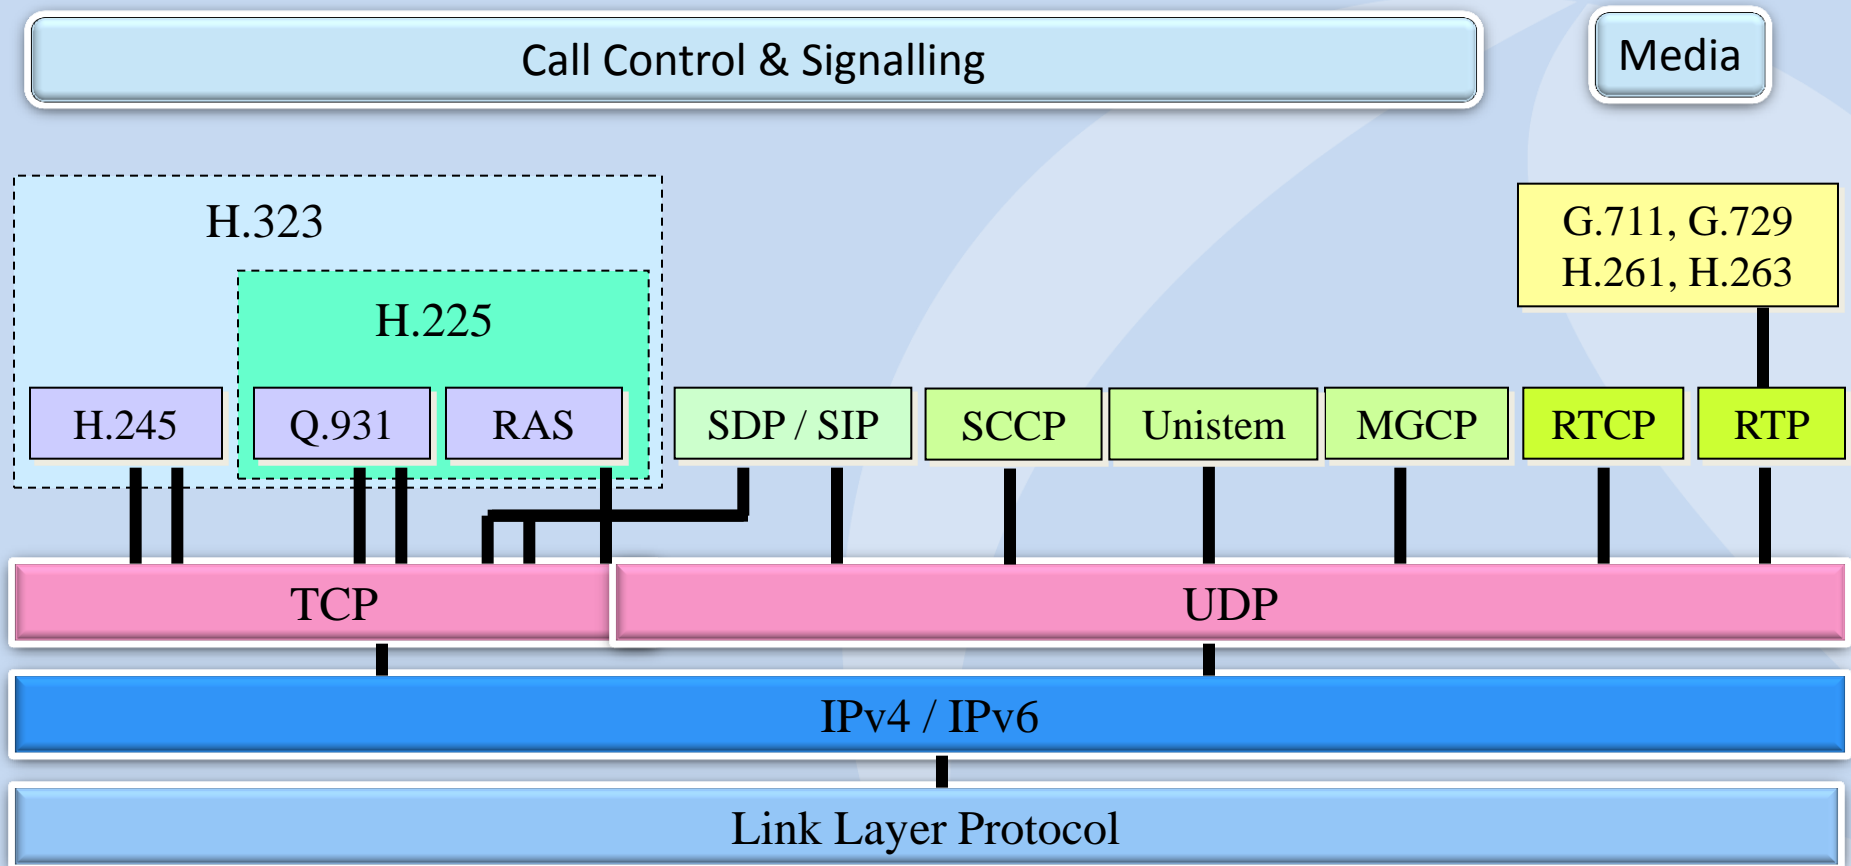 Call Control & Signalling
Media
H.323
G.711, G.729
H.261, H.263
H.225
H.245
Q.931
RAS
SDP / SIP
SCCP
Unistem
MGCP
RTCP
RTP
TCP
UDP
IPv4 / IPv6
Link Layer Protocol